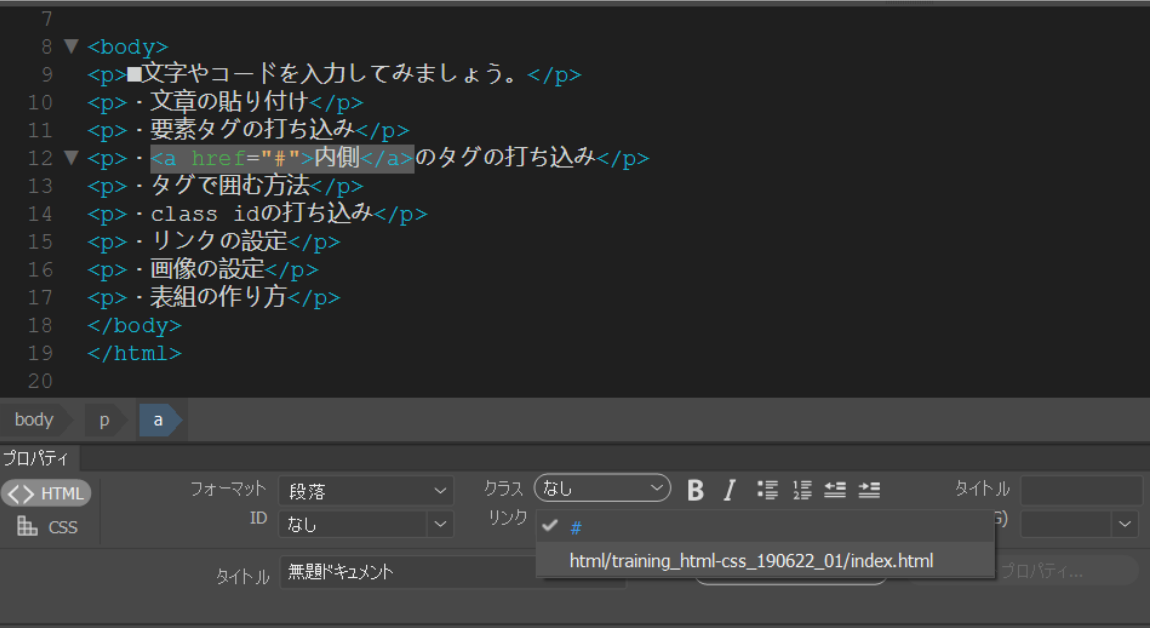 7
8 ▼ <body>
9 <p>■文字やコードを入力してみましょう。</p>
10 <p>・文章の貼り付け</p>
11 <p>・要素タグの打ち込み</p>
12 ▼ <p>・<a href="#">内側</a>のタグの打ち込み</p>
13 <p>・タグで囲む方法</p>
14 <p>・class idの打ち込み</p>
15 <p>・リンクの設定</p>
16 <p>・画像の設定</p>
17 <p>・表組の作り方</p>
18 </body>
19 </html>
20
body p a
プロパティ
<> HTML フォーマット 段落 クラス なし B I タイトル
CSS ID なし リンク # G)
html/training_html-css_190622_01/index.html
タイトル 無題ドキュメント プロパティ...